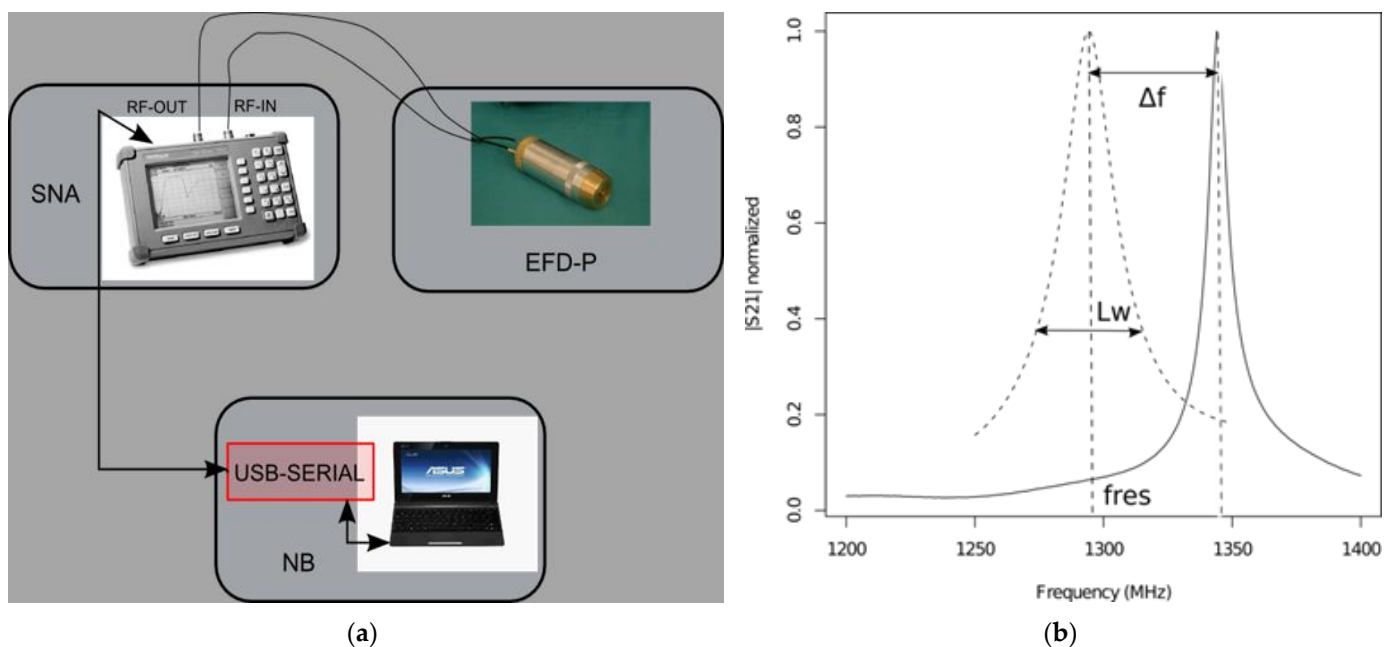 RF-OUT
RF-IN
SNA
EFD-P
USB-SERIAL
ASUS
NB
(a)
|S21| normalized
0.0
0.2
0.4
0.6
0.8
1.0
Δf
Lw
fres
1200
1250
1300
1350
1400
Frequency (MHz)
(b)